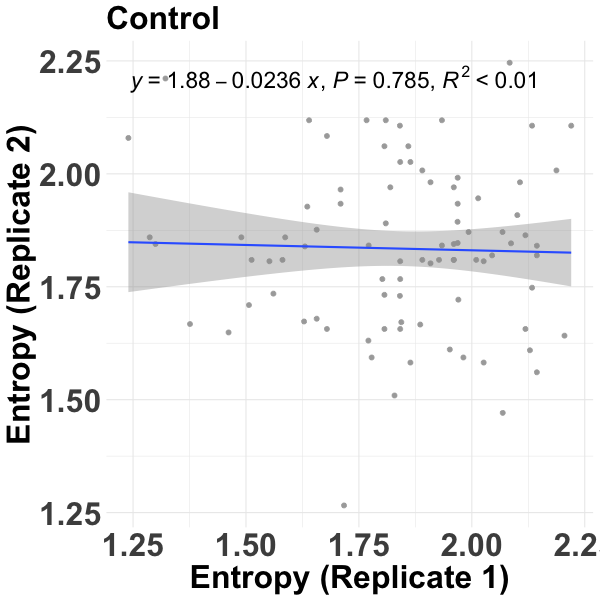 Control
y = 1.88 – 0.0236 x, P = 0.785, R² < 0.01
Entropy (Replicate 2)
2.25
2.00
1.75
1.50
1.25
1.25 1.50 1.75 2.00 2.2
Entropy (Replicate 1)